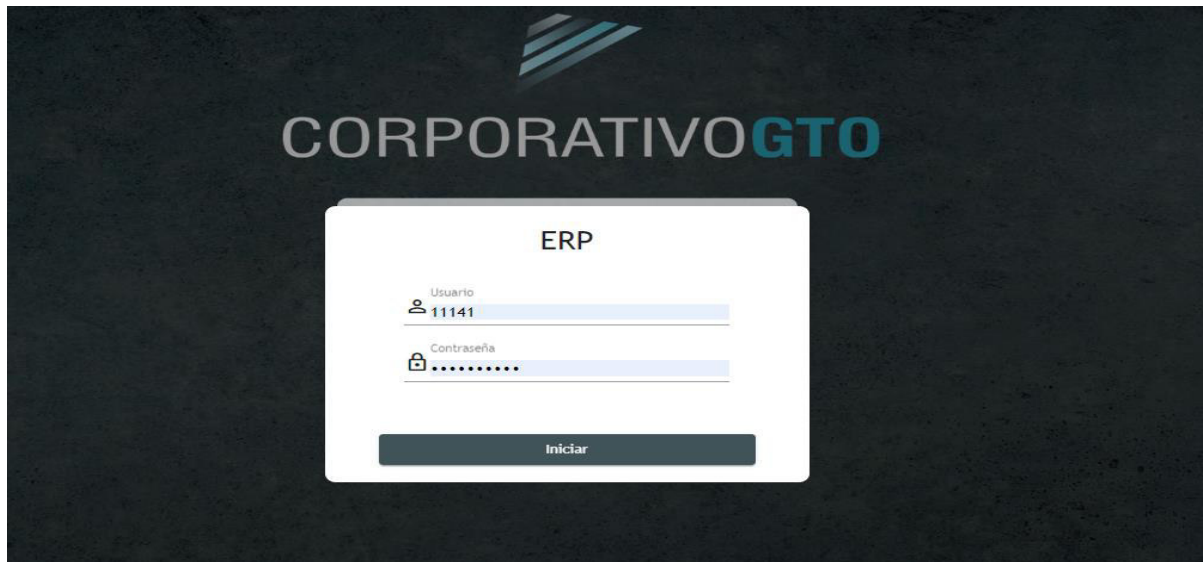 CORPORATIVOGTO
ERP
Usuario
11141
Contraseña
••••••••••
Iniciar